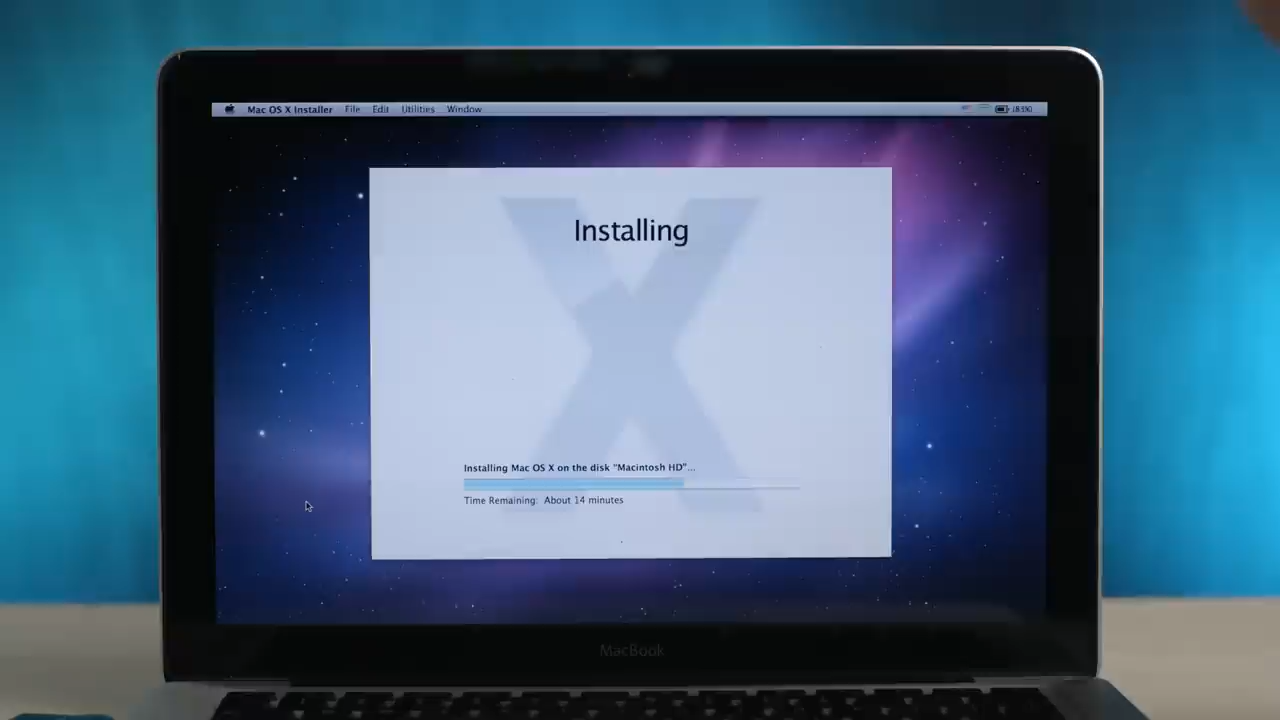 Mac OS X Installer File Edit Utilities Window
Installing
Installing Mac OS X on the disk "Macintosh HD"...
Time Remaining: About 14 minutes
MacBook